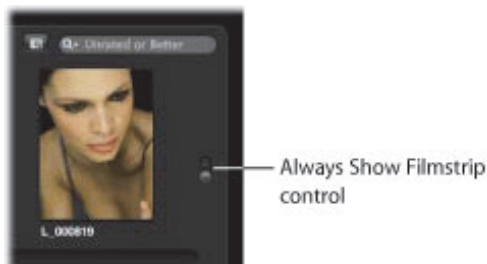 Unrated or Better
Always Show Filmstrip
control
L_000819